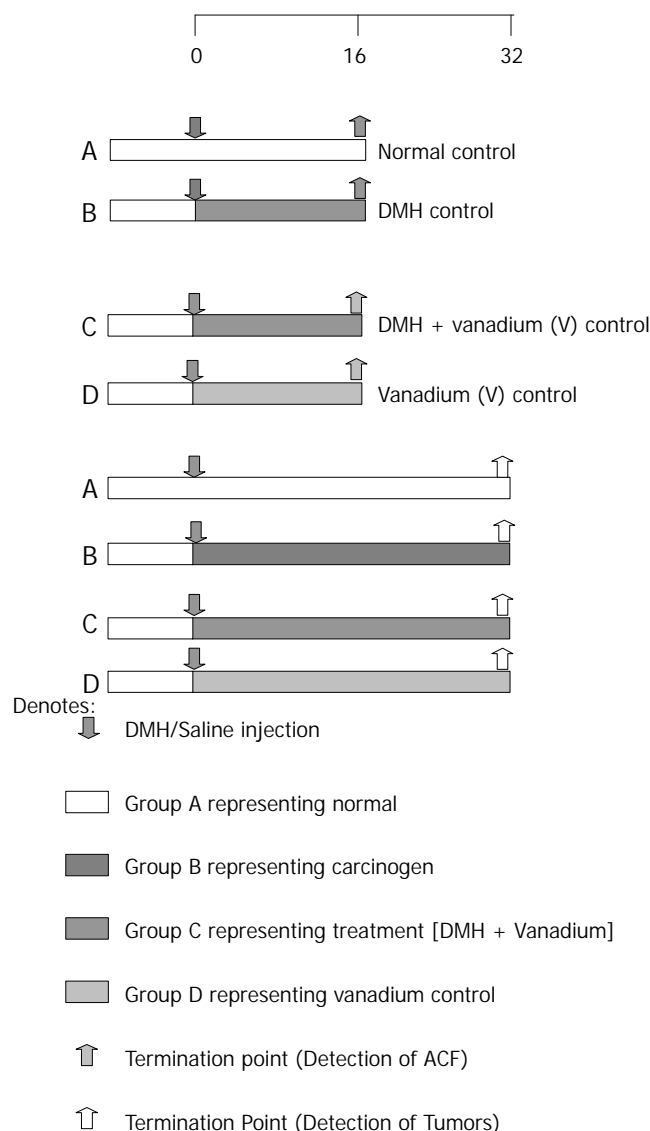 0 16 32
A Normal control
B DMH control
C DMH + vanadium (V) control
D Vanadium (V) control
A
B
C
D
Denotes:
DMH/Saline injection
Group A representing normal
Group B representing carcinogen
Group C representing treatment [DMH + Vanadium]
Group D representing vanadium control
Termination point (Detection of ACF)
Termination Point (Detection of Tumors)